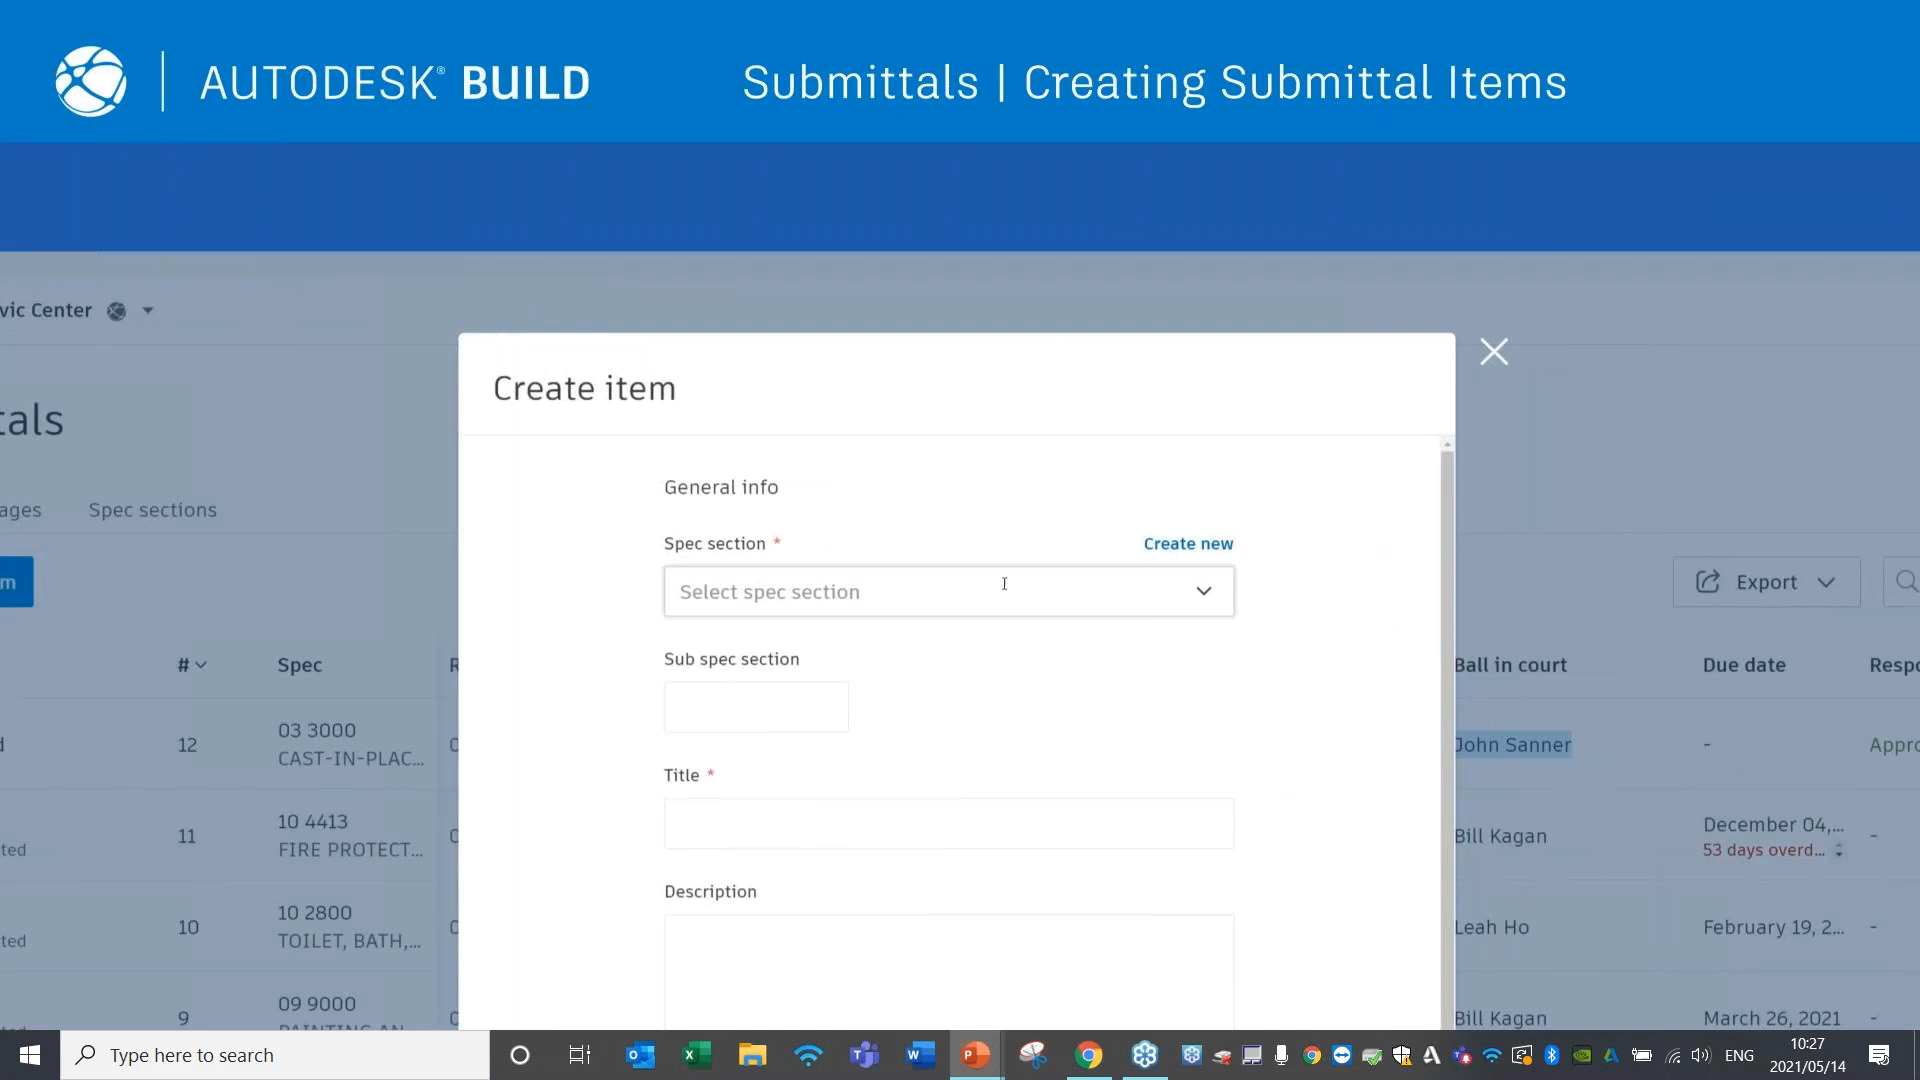 AUTODESK® BUILD
Submittals | Creating Submittal Items
vic Center
tals
ages
Spec sections
m
Export
#
Spec
Ball in court
Due date
Respo
d
12
03 3000
CAST-IN-PLAC...
John Sanner
-
Appro
ted
11
10 4413
FIRE PROTECT...
Bill Kagan
December 04,...
53 days overd...
-
ted
10
10 2800
TOILET, BATH,...
Leah Ho
February 19, 2...
-
9
09 9000
PAINTING AN
Bill Kagan
March 26, 2021
-
Create item
General info
Spec section *
Create new
Select spec section
Sub spec section
Title *
Description
Type here to search
ENG
10:27
2021/05/14